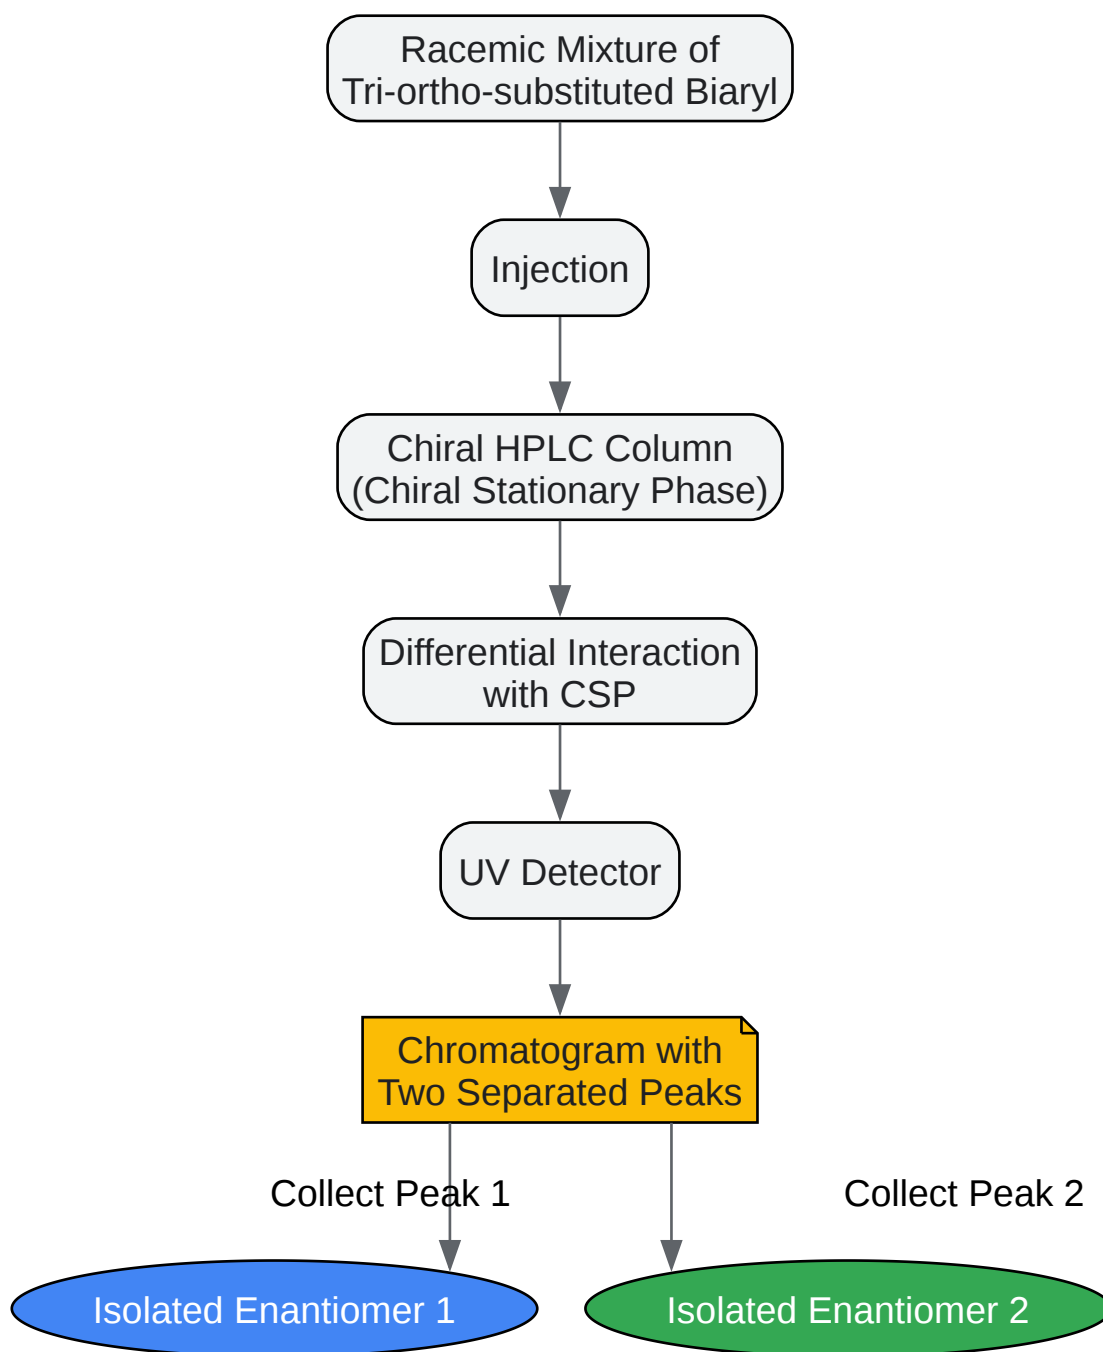 Racemic Mixture of
Tri-ortho-substituted Biaryl
Injection
Chiral HPLC Column
(Chiral Stationary Phase)
Differential Interaction
with CSP
UV Detector
Chromatogram with
Two Separated Peaks
Collect Peak 1
Collect Peak 2
Isolated Enantiomer 1
Isolated Enantiomer 2